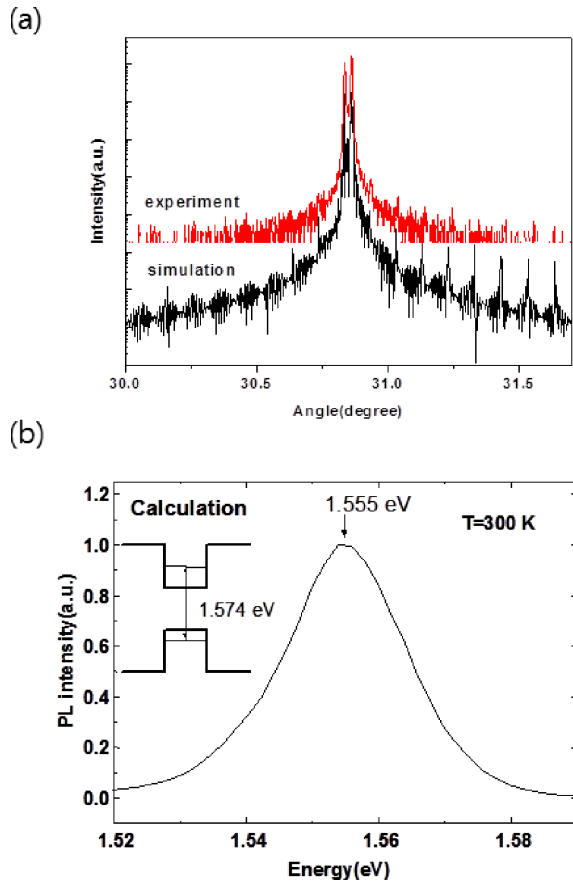 (a)
Intensity(a.u.)
experiment
simulation
30.0 30.5 31.0 31.5
Angle(degree)
(b)
1.2
1.0
0.8
0.6
0.4
0.2
0.0
PL intensity(a.u.)
Calculation
1.555 eV
T=300 K
1.574 eV
1.52 1.54 1.56 1.58
Energy(eV)